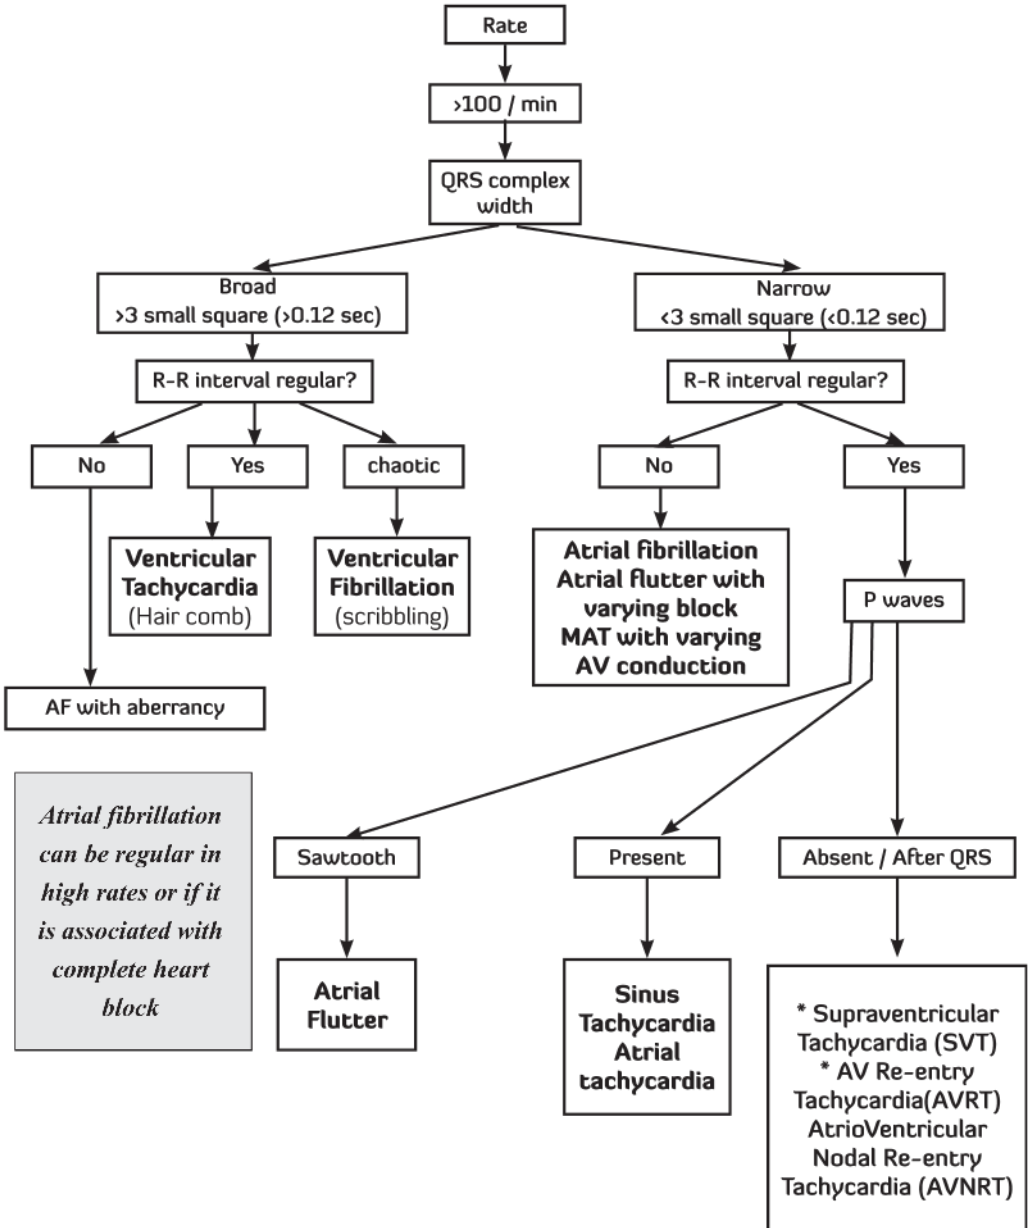 Rate
>100 / min
QRS complex
width
Broad
>3 small square (>0.12 sec)
Narrow
<3 small square (<0.12 sec)
R-R interval regular?
R-R interval regular?
No
Yes
chaotic
No
Yes
Ventricular
Tachycardia
(Hair comb)
Ventricular
Fibrillation
(scribbling)
Atrial fibrillation
Atrial flutter with
varying block
MAT with varying
AV conduction
P waves
AF with aberrancy
Atrial fibrillation
can be regular in
high rates or if it
is associated with
complete heart
block
Sawtooth
Present
Absent / After QRS
Atrial
Flutter
Sinus
Tachycardia
Atrial
tachycardia
* Supraventricular
Tachycardia (SVT)
* AV Re-entry
Tachycardia(AVRT)
AtrioVentricular
Nodal Re-entry
Tachycardia (AVNRT)